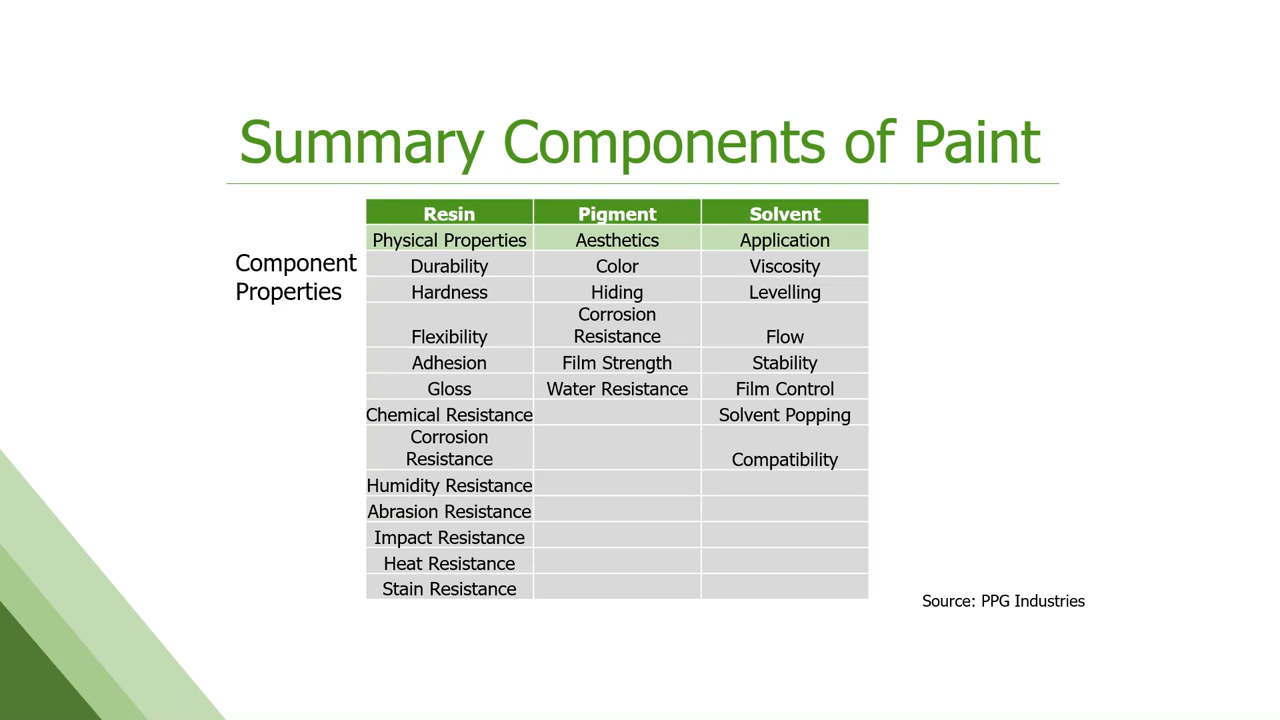 Summary Components of Paint
Component
Properties
Resin Pigment Solvent
Physical Properties Aesthetics Application
Durability Color Viscosity
Hardness Hiding Levelling
Flexibility Corrosion Resistance Flow
Adhesion Film Strength Stability
Gloss Water Resistance Film Control
Chemical Resistance Solvent Popping
Corrosion Resistance Compatibility
Humidity Resistance
Abrasion Resistance
Impact Resistance
Heat Resistance
Stain Resistance
Source: PPG Industries